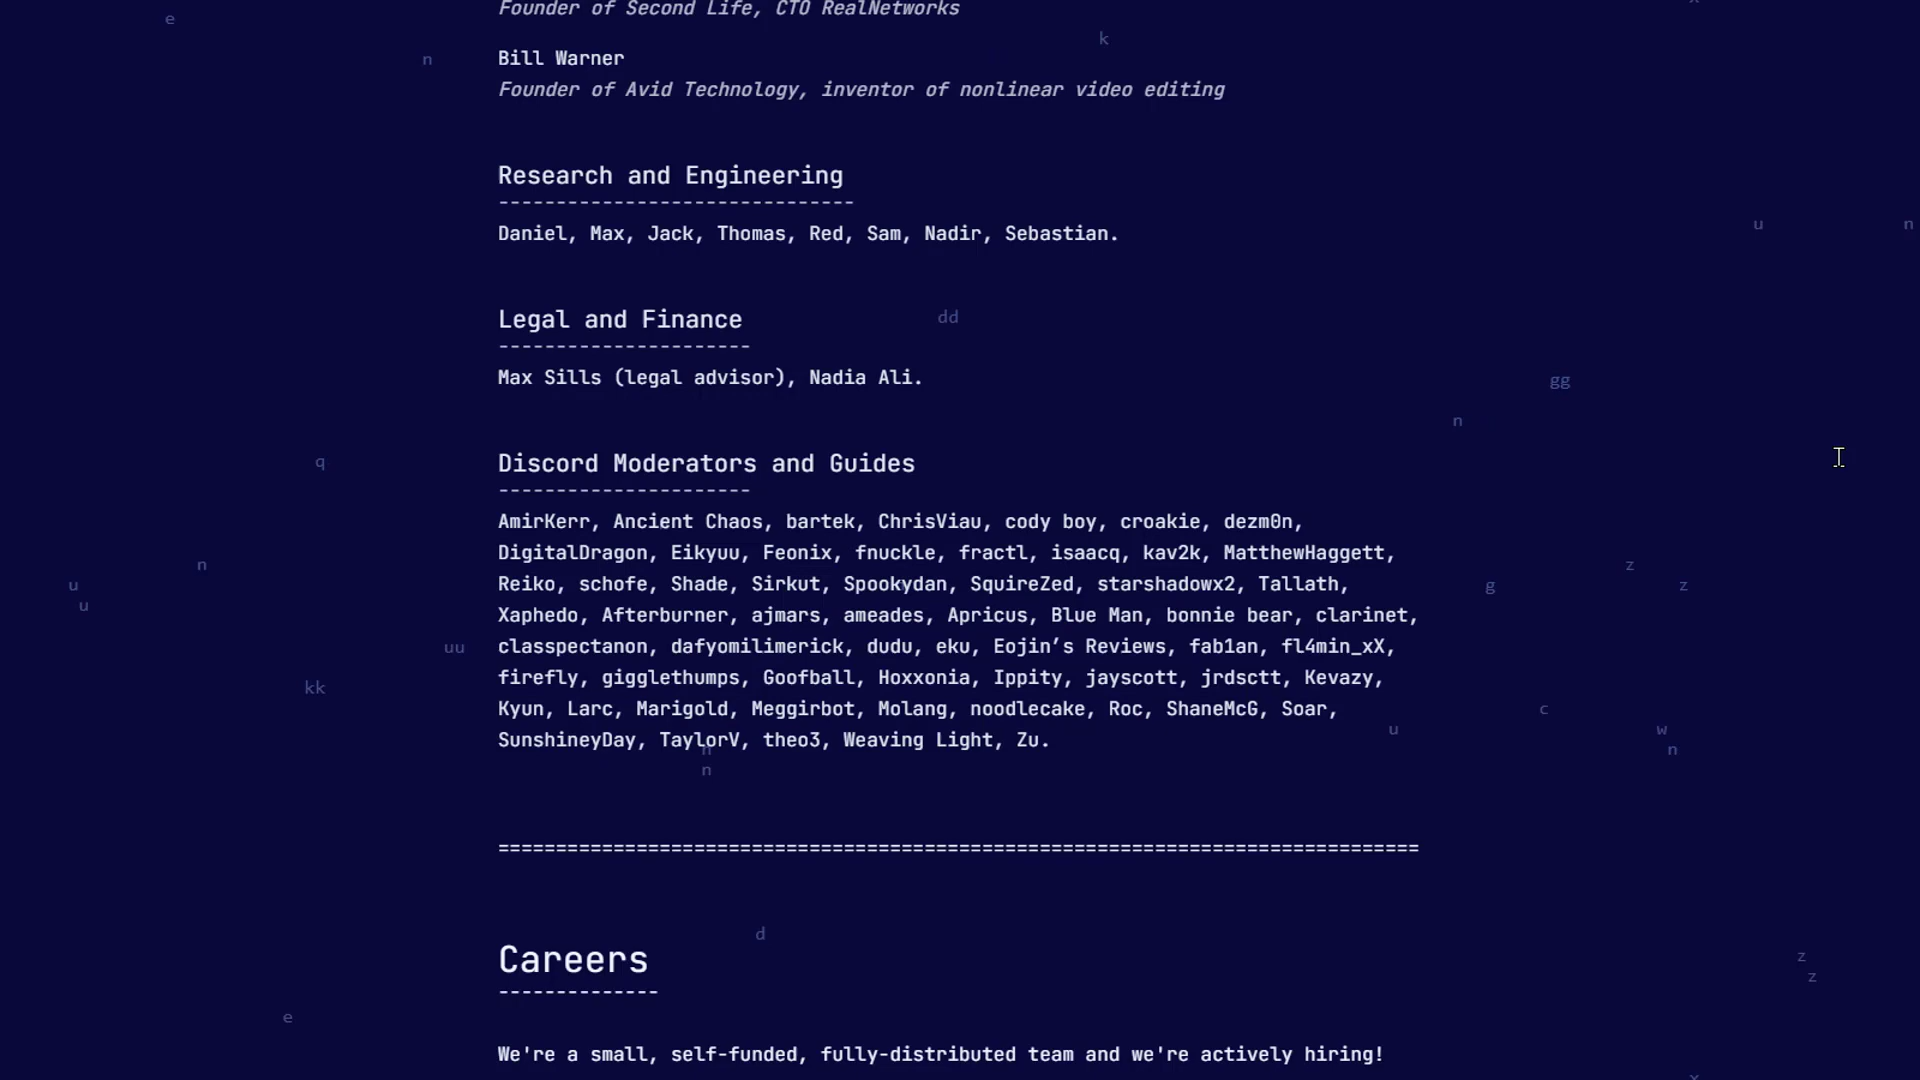 Founder of Second Life, CTO RealNetworks
Bill Warner
Founder of Avid Technology, inventor of nonlinear video editing
Research and Engineering
-------------------------------
Daniel, Max, Jack, Thomas, Red, Sam, Nadir, Sebastian.
Legal and Finance
----------------------
Max Sills (legal advisor), Nadia Ali.
Discord Moderators and Guides
----------------------
AmirKerr, Ancient Chaos, bartek, ChrisViau, cody boy, croakie, dezm0n,
DigitalDragon, Eikyuu, Feonix, fnuckle, fractl, isaacq, kav2k, MatthewHaggett,
Reiko, schofe, Shade, Sirkut, Spookydan, SquireZed, starshadowx2, Tallath,
Xaphedo, Afterburner, ajmars, ameades, Apricus, Blue Man, bonnie bear, clarinet,
classpectanon, dafyomilimerick, dudu, eku, Eojin’s Reviews, fab1an, fl4min_xX,
firefly, gigglethumps, Goofball, Hoxxonia, Ippity, jayscott, jrdsctt, Kevazy,
Kyun, Larc, Marigold, Meggirbot, Molang, noodlecake, Roc, ShaneMcG, Soar,
SunshineyDay, TaylorV, theo3, Weaving Light, Zu.
================================================================================
Careers
--------------
We're a small, self-funded, fully-distributed team and we're actively hiring!